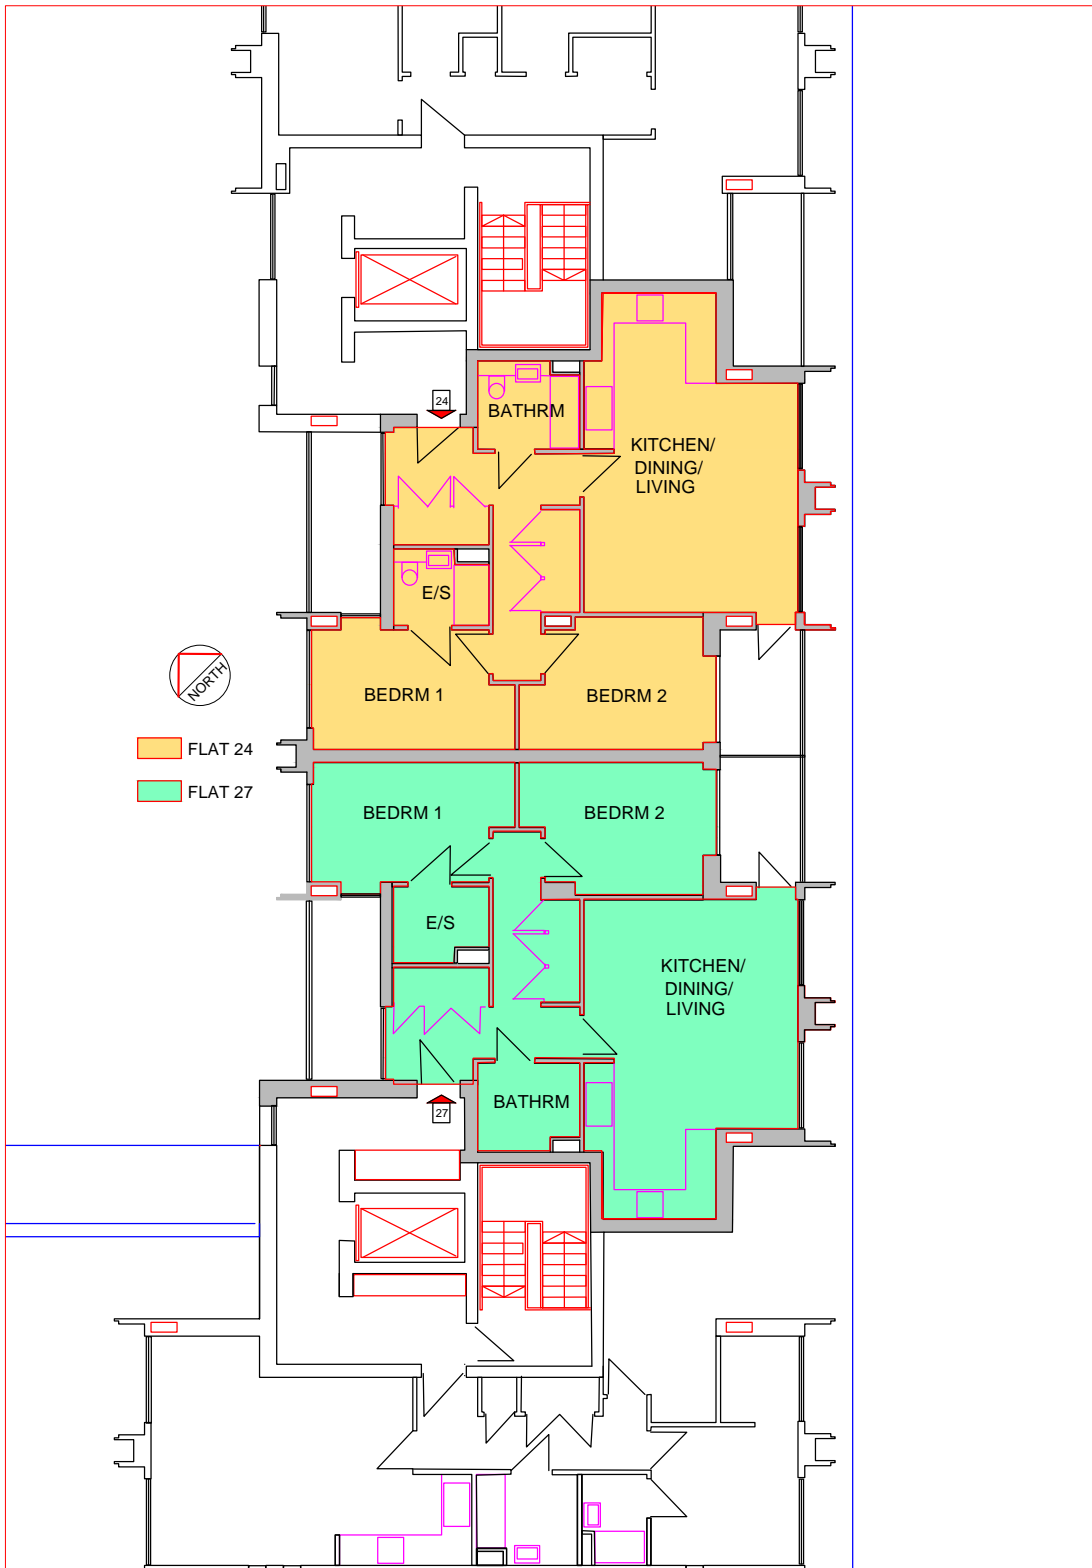 24
BATHRM
KITCHEN/
DINING/
LIVING
E/S
NORTH
BEDRM 1
BEDRM 2
FLAT 24
FLAT 27
BEDRM 1
BEDRM 2
E/S
KITCHEN/
DINING/
LIVING
BATHRM
27